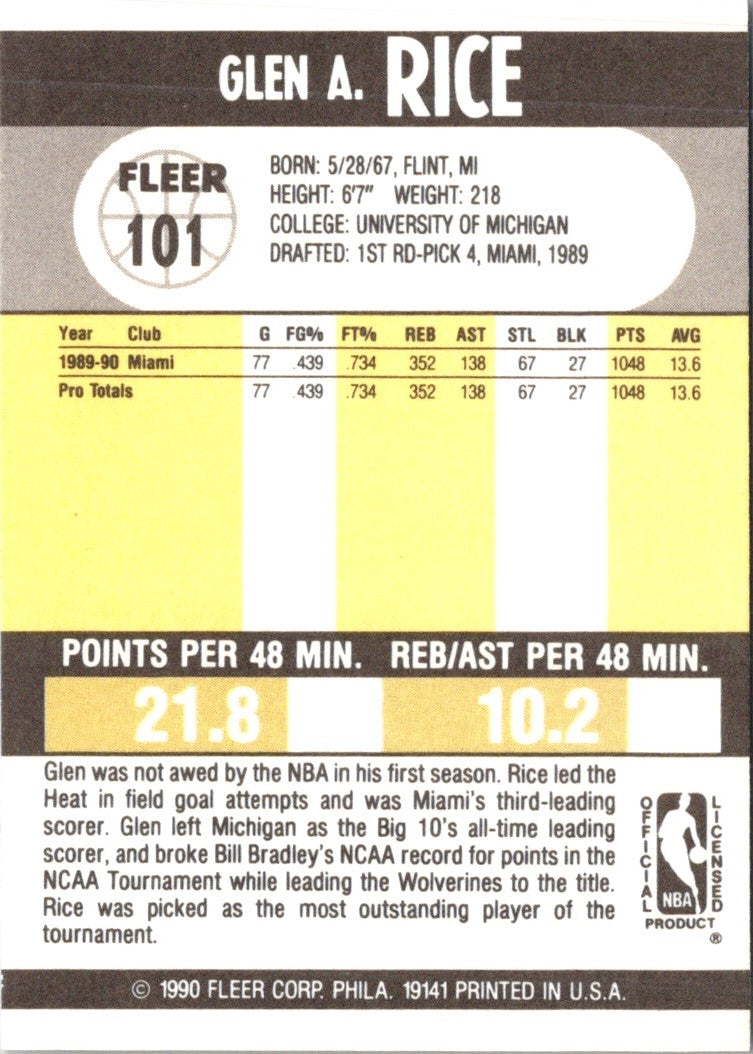 GLEN A. RICE
FLEER
101
BORN: 5/28/67, FLINT, MI
HEIGHT: 6'7" WEIGHT: 218
COLLEGE: UNIVERSITY OF MICHIGAN
DRAFTED: 1ST RD-PICK 4, MIAMI, 1989
Year Club G FG% FT% REB AST STL BLK PTS AVG
1989-90 Miami 77 .439 .734 352 138 67 27 1048 13.6
Pro Totals 77 .439 .734 352 138 67 27 1048 13.6
POINTS PER 48 MIN. REB/AST PER 48 MIN.
21.8 10.2
Glen was not awed by the NBA in his first season. Rice led the
Heat in field goal attempts and was Miami's third-leading
scorer. Glen left Michigan as the Big 10's all-time leading
scorer, and broke Bill Bradley's NCAA record for points in the
NCAA Tournament while leading the Wolverines to the title.
Rice was picked as the most outstanding player of the
tournament.
OFFICIAL LICENSED
NBA
PRODUCT
®
© 1990 FLEER CORP. PHILA. 19141 PRINTED IN U.S.A.